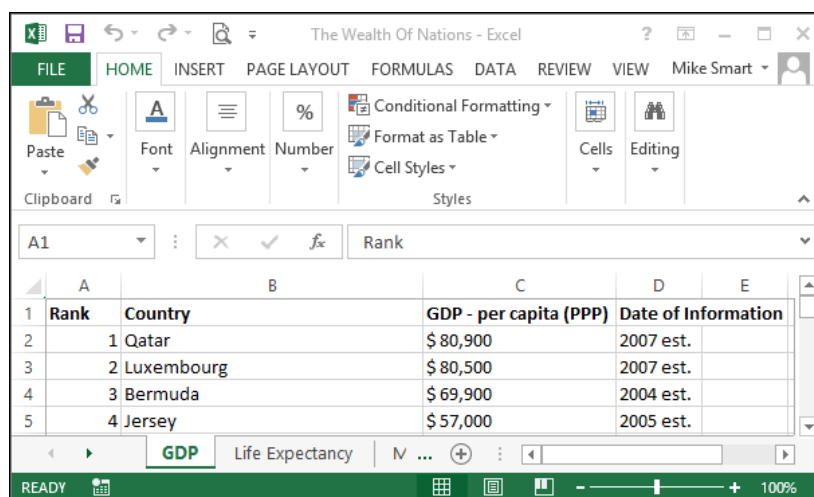 The Wealth Of Nations - Excel ?
FILE HOME INSERT PAGE LAYOUT FORMULAS DATA REVIEW VIEW Mike Smart
Paste Font Alignment Number Conditional Formatting Cells Editing
A %
Format as Table
Cell Styles
Clipboard Styles
A1 fx Rank
A B C D E
1 Rank Country GDP - per capita (PPP) Date of Information
2 1 Qatar $ 80,900 2007 est.
3 2 Luxembourg $ 80,500 2007 est.
4 3 Bermuda $ 69,900 2004 est.
5 4 Jersey $ 57,000 2005 est.
GDP Life Expectancy M ...
READY 100%